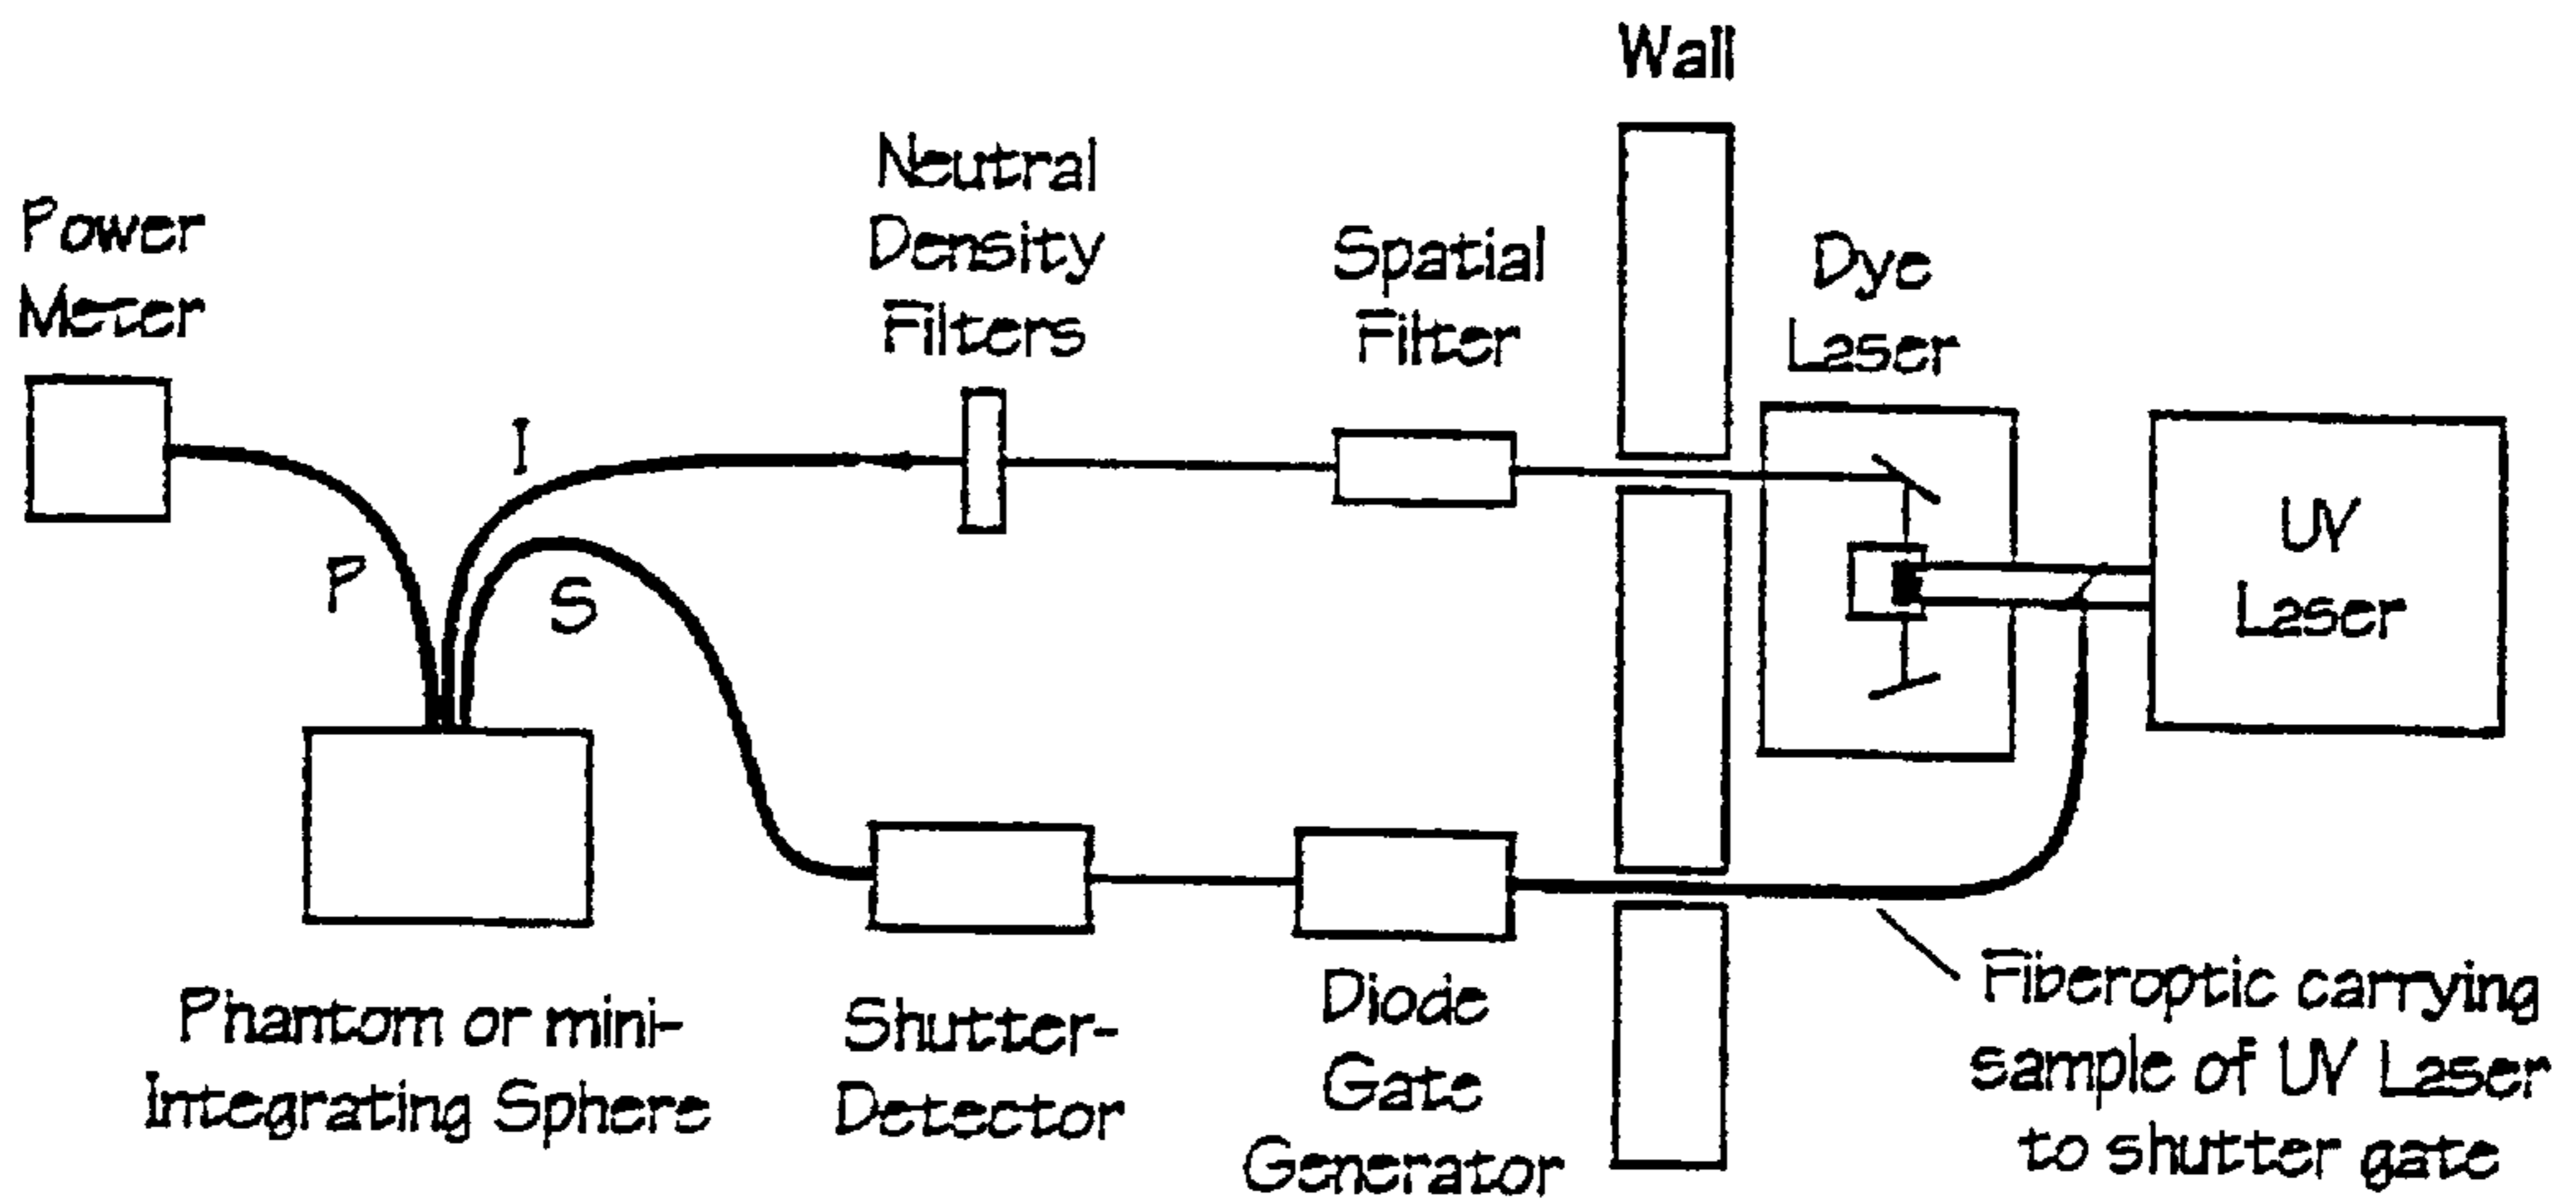 Wall
Neutral
Density
Filters
Power
Meter
Spatial
Filter
Dye
Laser
I
P
S
UV
Laser
Phantom or mini-
Integrating Sphere
Shutter-
Detector
Diode
Gate
Generator
Fiberoptic carrying
sample of UV Laser
to shutter gate